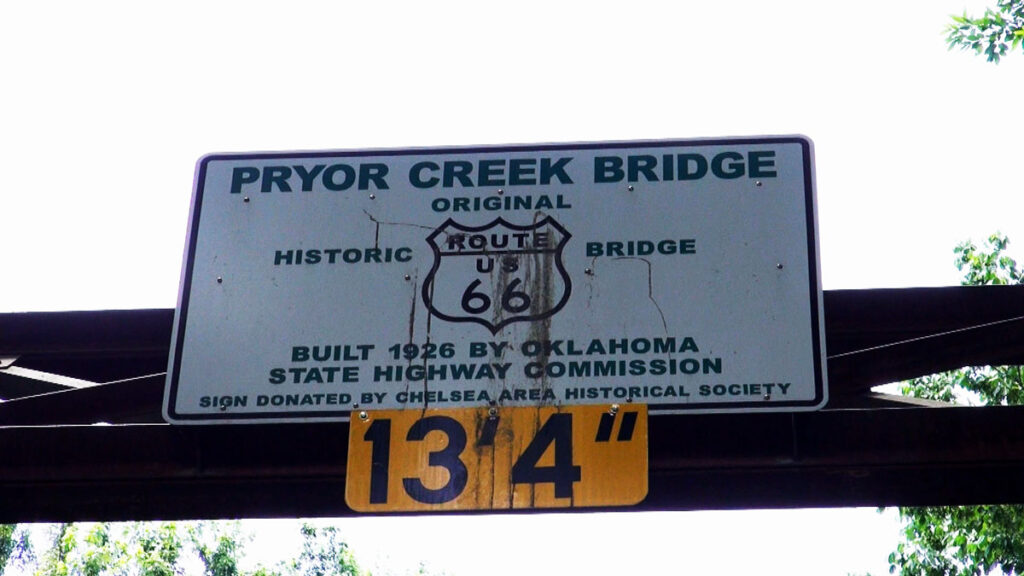 PRYOR CREEK BRIDGE
ORIGINAL
HISTORIC ROUTE BRIDGE
US
66
BUILT 1926 BY OKLAHOMA
STATE HIGHWAY COMMISSION
SIGN DONATED BY CHELSEA AREA HISTORICAL SOCIETY
13'4"